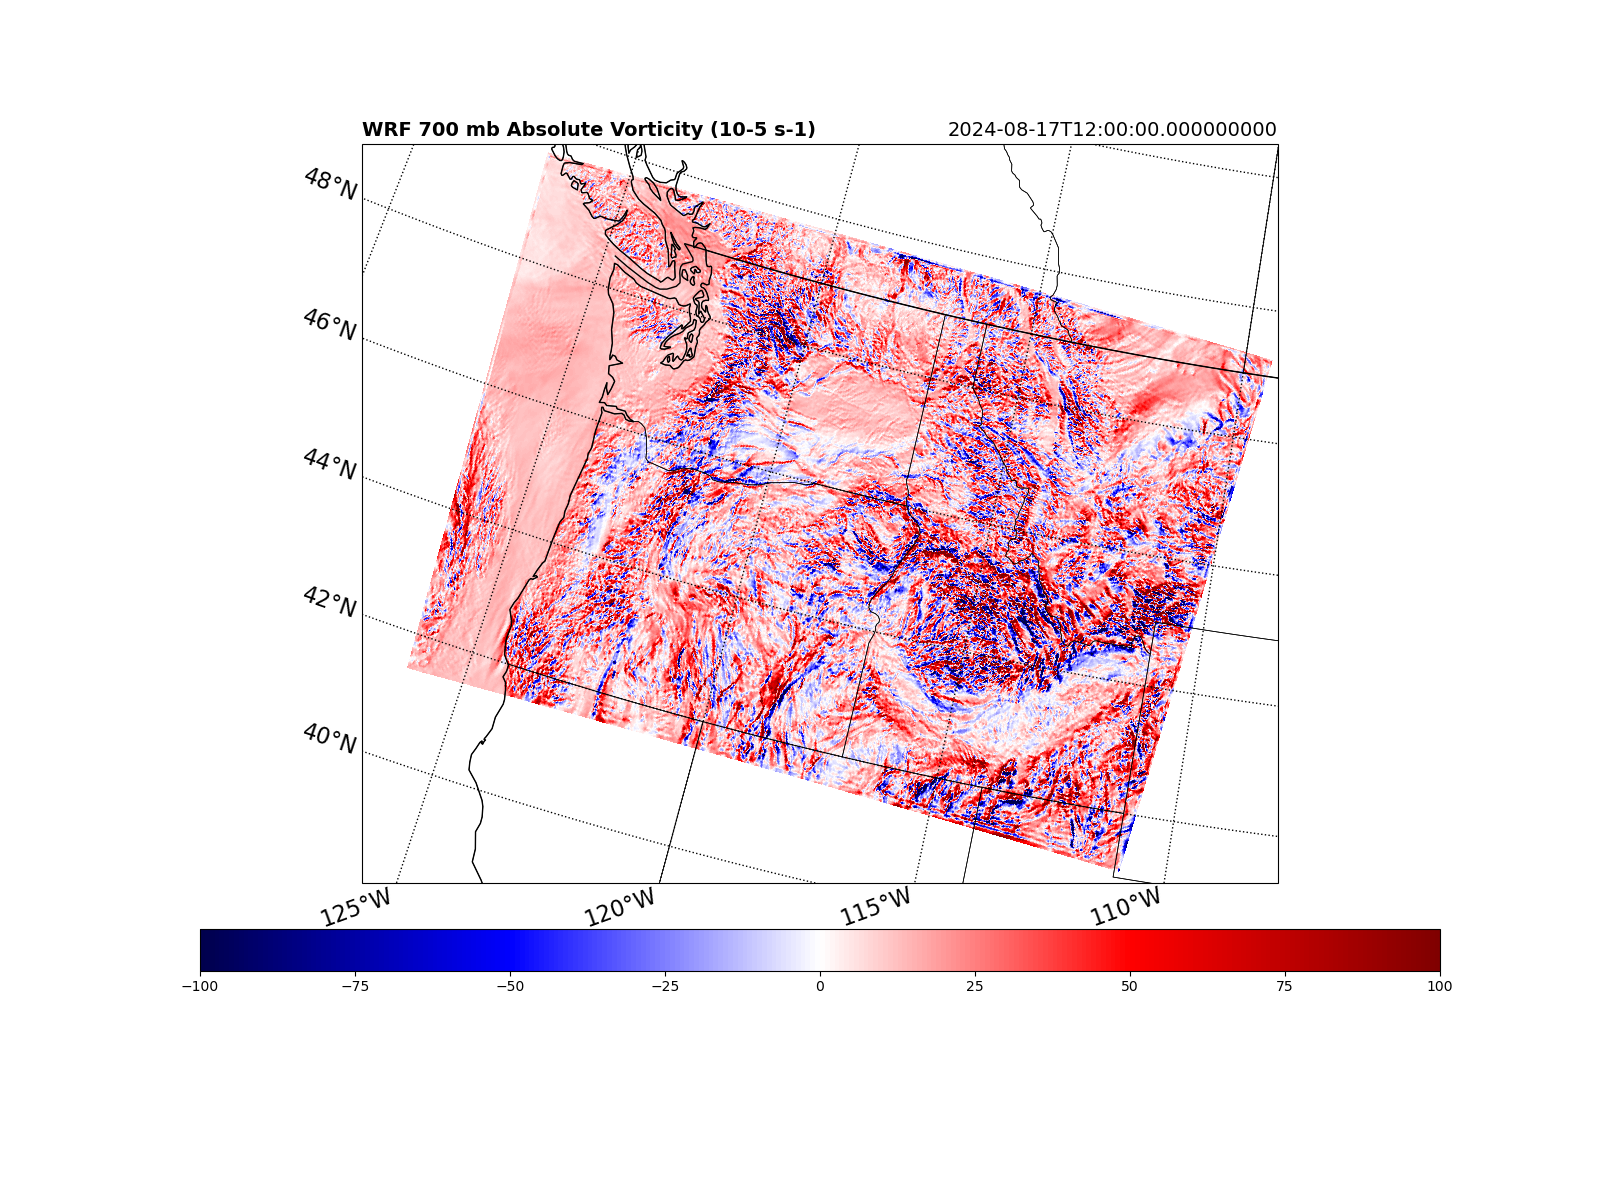 WRF 700 mb Absolute Vorticity (10-5 s-1)
2024-08-17T12:00:00.000000000
48°N
46°N
44°N
42°N
40°N
125°W
120°W
115°W
110°W
−100
−75
−50
−25
0
25
50
75
100